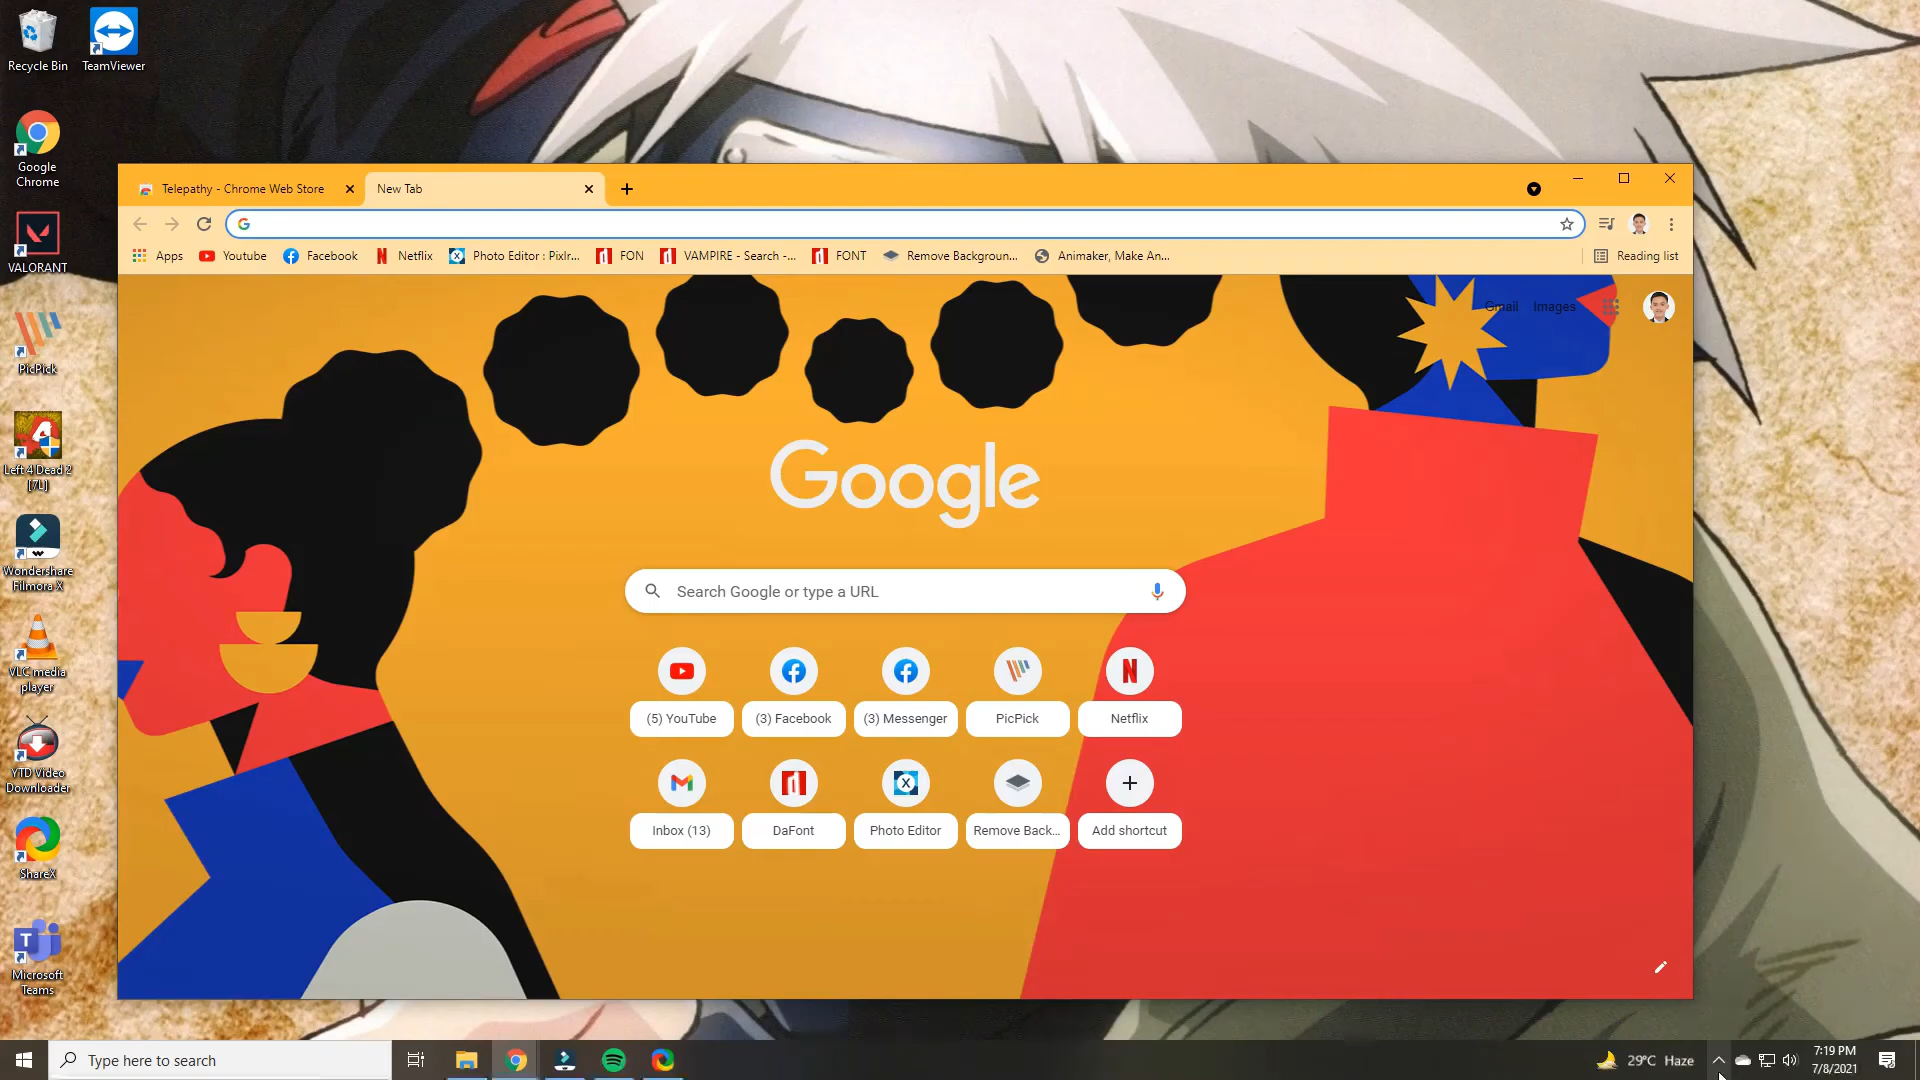 Recycle Bin
TeamViewer
Google
Chrome
VALORANT
PicPick
Left 4 Dead 2
[7L]
Wondershare
Filmora X
VLC media
player
YTD Video
Downloader
ShareX
Microsoft
Teams
Telepathy - Chrome Web Store
New Tab
Apps
Youtube
Facebook
Netflix
Photo Editor : Pixlr...
FON
VAMPIRE - Search -...
FONT
Remove Backgroun...
Animaker, Make An...
Reading list
Gmail
Images
Google
Search Google or type a URL
(5) YouTube
(3) Facebook
(3) Messenger
PicPick
Netflix
Inbox (13)
DaFont
Photo Editor
Remove Back...
Add shortcut
Type here to search
29°C Haze
7:19 PM
7/8/2021